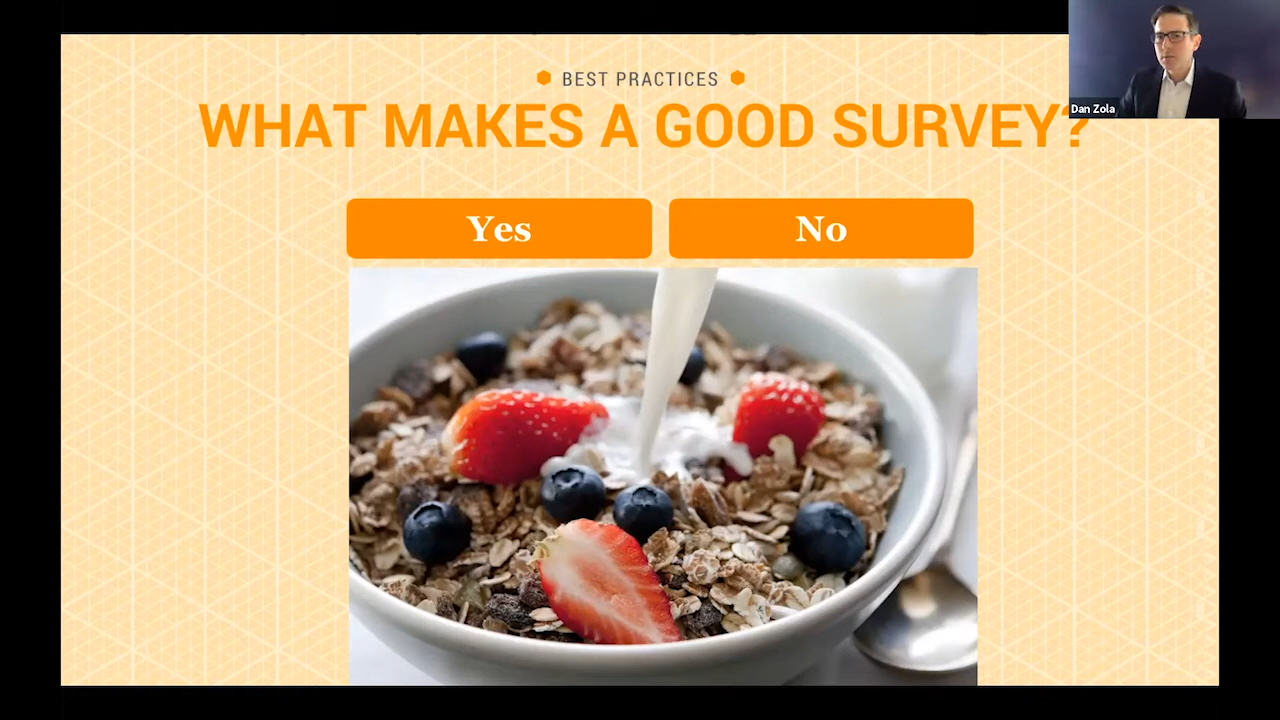 BEST PRACTICES
WHAT MAKES A GOOD SURVEY?
Dan Zola
Yes
No